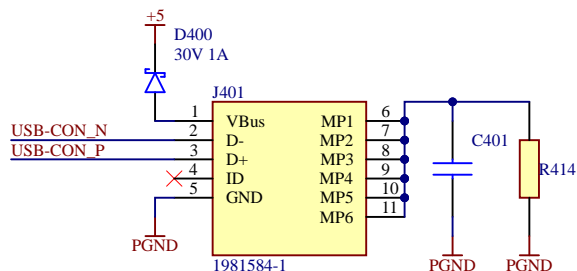 +5
D400
30V 1A
J401
USB-CON_N
USB-CON_P
1 VBus MP1 6
2 D- MP2 7
3 D+ MP3 8
4 ID MP4 9
5 GND MP5 10
MP6 11
C401
R414
PGND
PGND
PGND
1981584-1